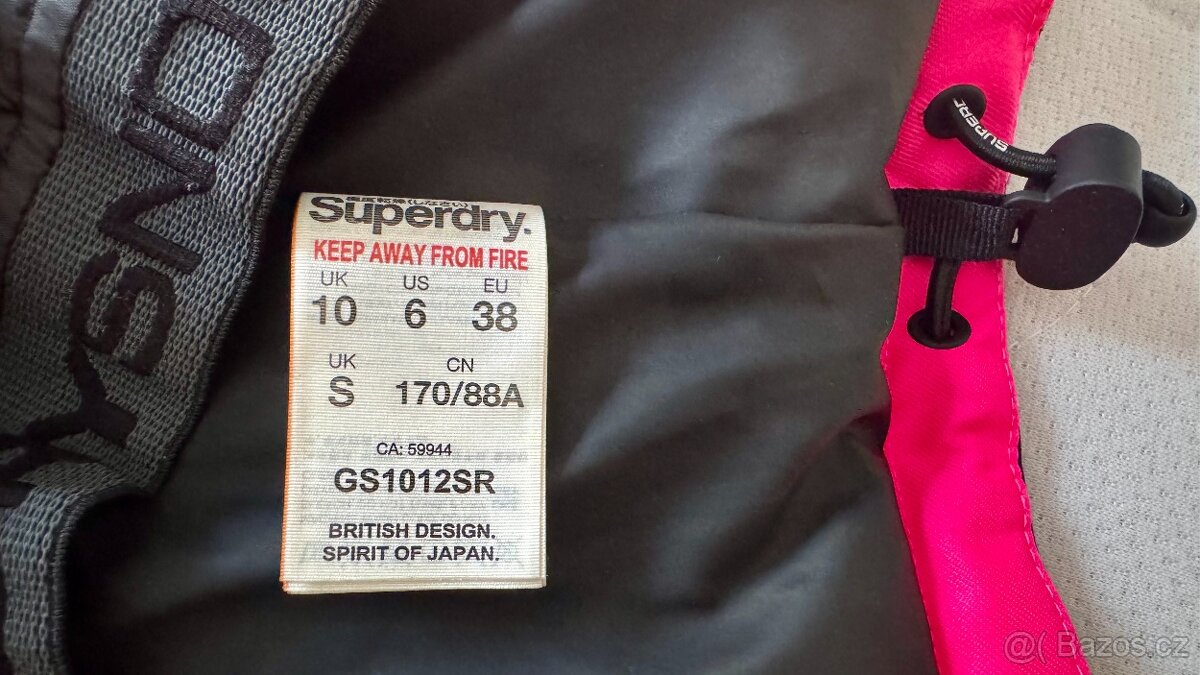 Superdry.
KEEP AWAY FROM FIRE
UK US EU
10 6 38
UK CN
S 170/88A
CA: 59944
GS1012SR
BRITISH DESIGN.
SPIRIT OF JAPAN.
@( Bazos.cz